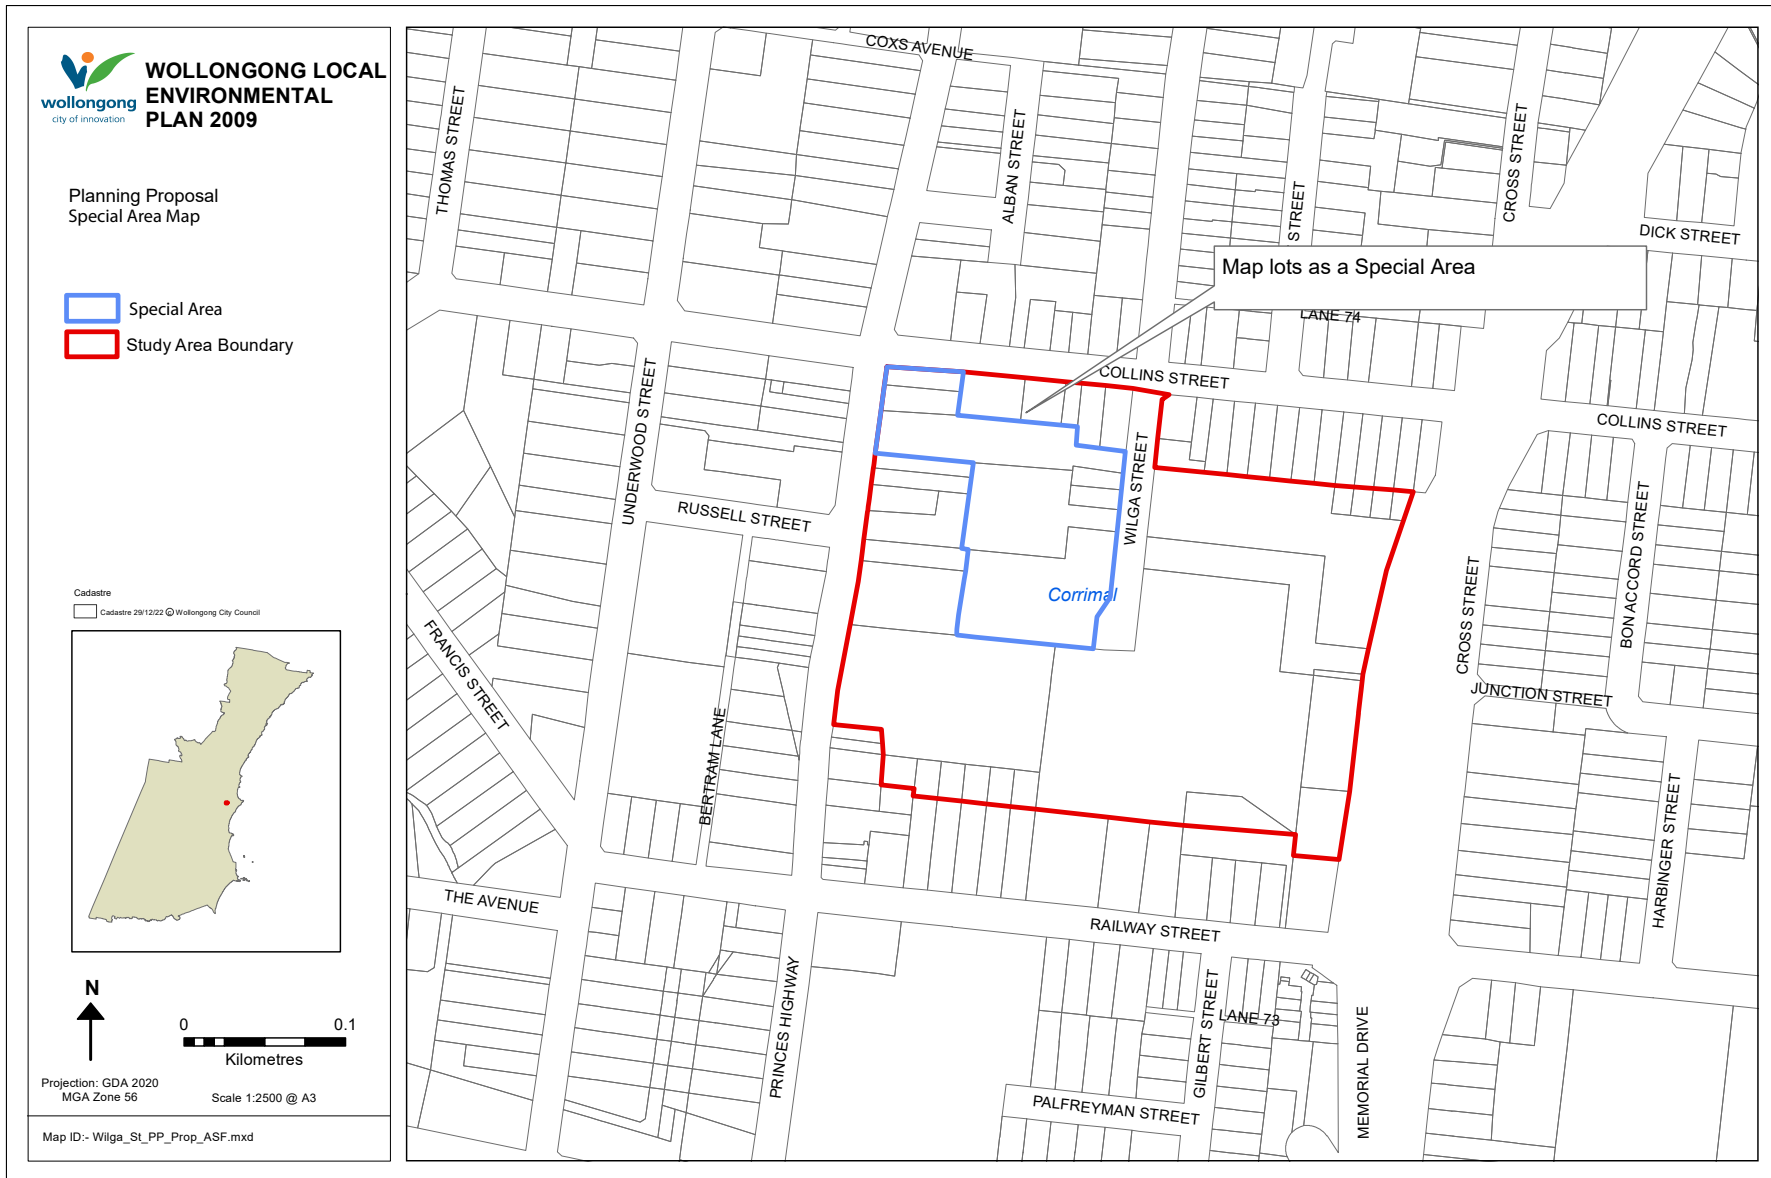 wollongong
city of innovation
WOLLONGONG LOCAL
ENVIRONMENTAL
PLAN 2009
Planning Proposal
Special Area Map
Special Area
Study Area Boundary
Cadastre
Cadastre 29/12/22 © Wollongong City Council
N
0 0.1
Kilometres
Projection: GDA 2020
MGA Zone 56
Scale 1:2500 @ A3
Map ID:- Wilga_St_PP_Prop_ASF.mxd
COXS AVENUE
THOMAS STREET
ALBAN STREET
STREET
CROSS STREET
DICK STREET
Map lots as a Special Area
LANE 74
COLLINS STREET
COLLINS STREET
UNDERWOOD STREET
RUSSELL STREET
WILGA STREET
Corrimal
CROSS STREET
BON ACCORD STREET
JUNCTION STREET
FRANCIS STREET
BERTRAM LANE
HARBINGER STREET
THE AVENUE
RAILWAY STREET
PRINCES HIGHWAY
GILBERT STREET
LANE 73
MEMORIAL DRIVE
PALFREYMAN STREET